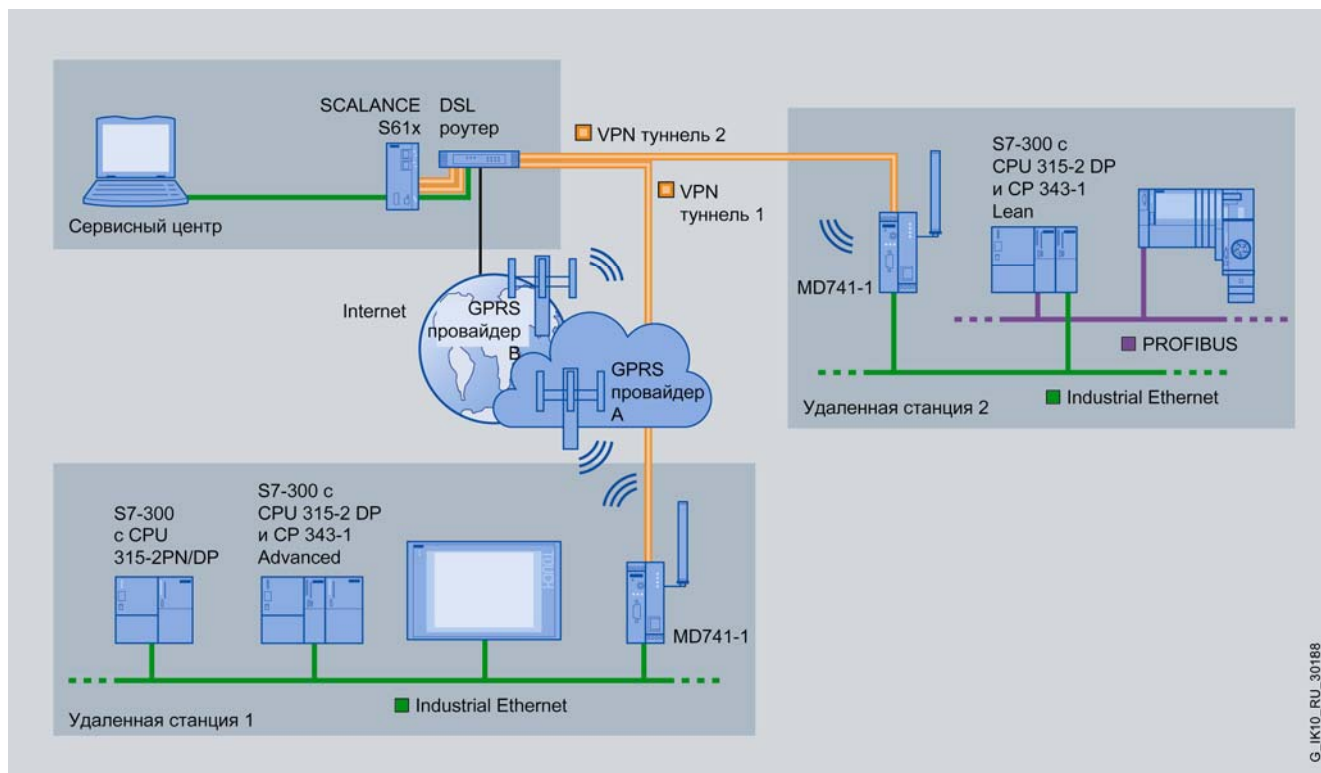 SCALANCE
S61x
DSL
роутер
Сервисный центр
VPN туннель 2
VPN
туннель 1
Internet
GPRS
провайдер
B
GPRS
провайдер
A
MD741-1
S7-300 с
CPU 315-2 DP
и CP 343-1
Lean
PROFIBUS
Industrial Ethernet
Удаленная станция 2
S7-300
с CPU
315-2PN/DP
S7-300 с
CPU 315-2 DP
и CP 343-1
Advanced
MD741-1
Industrial Ethernet
Удаленная станция 1
G_IK10_RU_30188